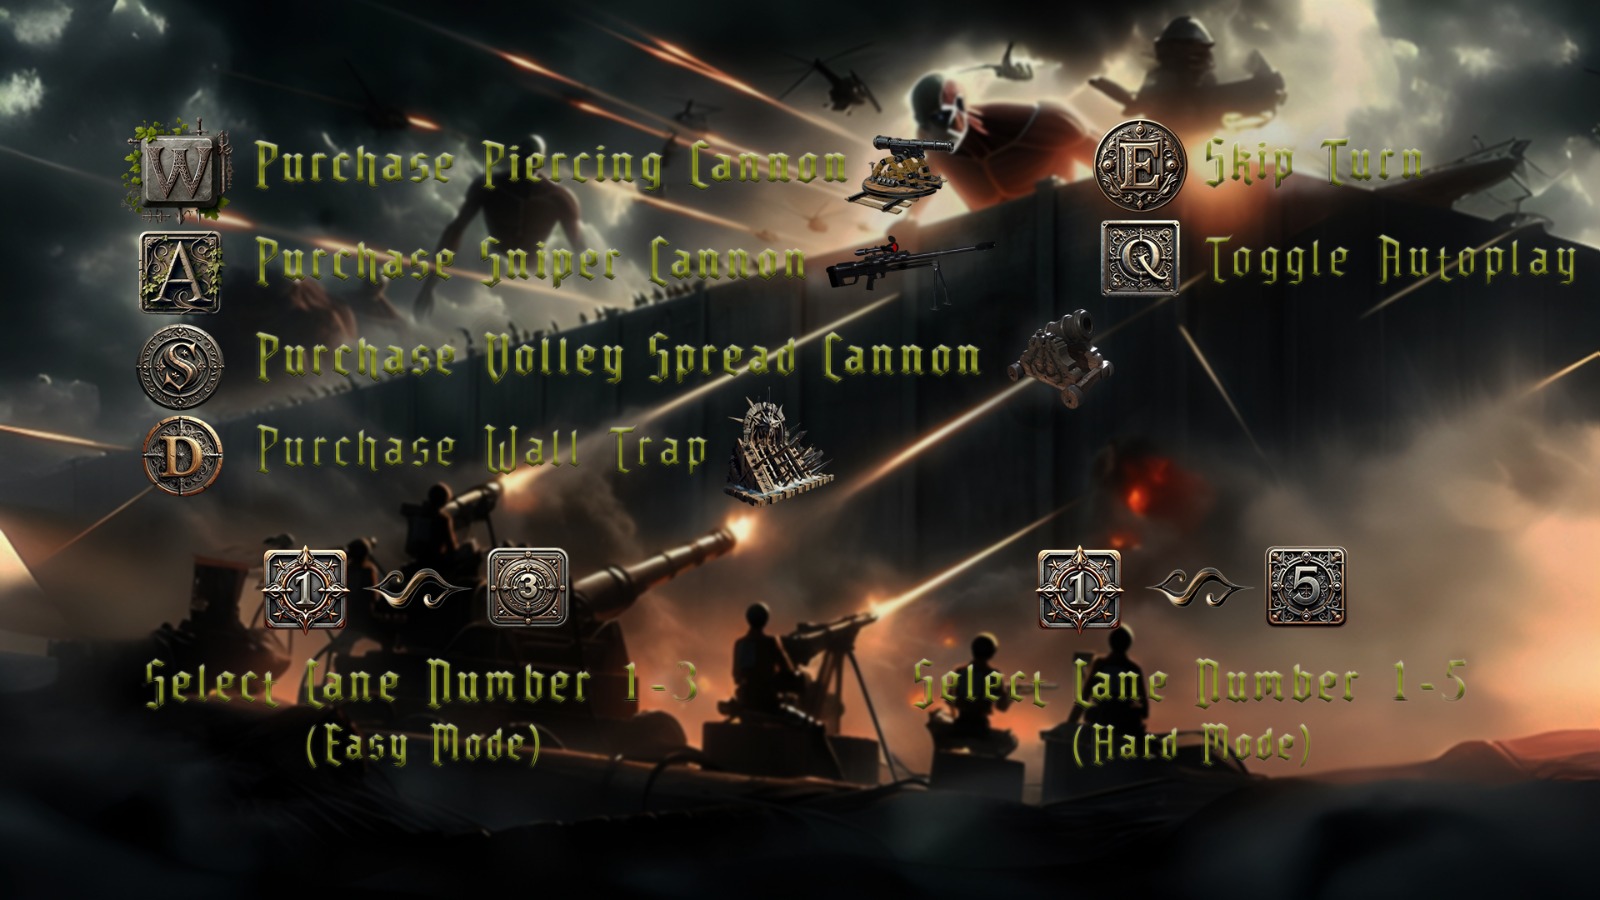 W Purchase Piercing Cannon
E Skip Turn
A Purchase Sniper Cannon
Q Toggle Autoplay
S Purchase Volley Spread Cannon
D Purchase Wall Trap
1 3
Select Lane Number 1-3
(Easy Mode)
1 5
Select Lane Number 1-5
(Hard Mode)